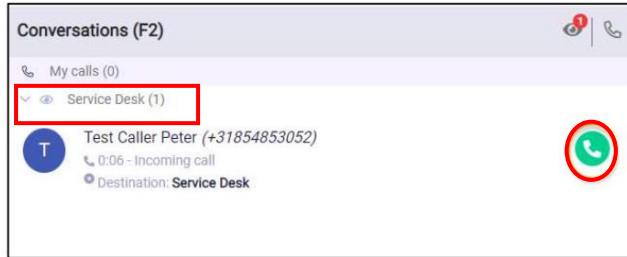 Conversations (F2)
1
My calls (0)
Service Desk (1)
T
Test Caller Peter (+31854853052)
0:06 - Incoming call
Destination: Service Desk